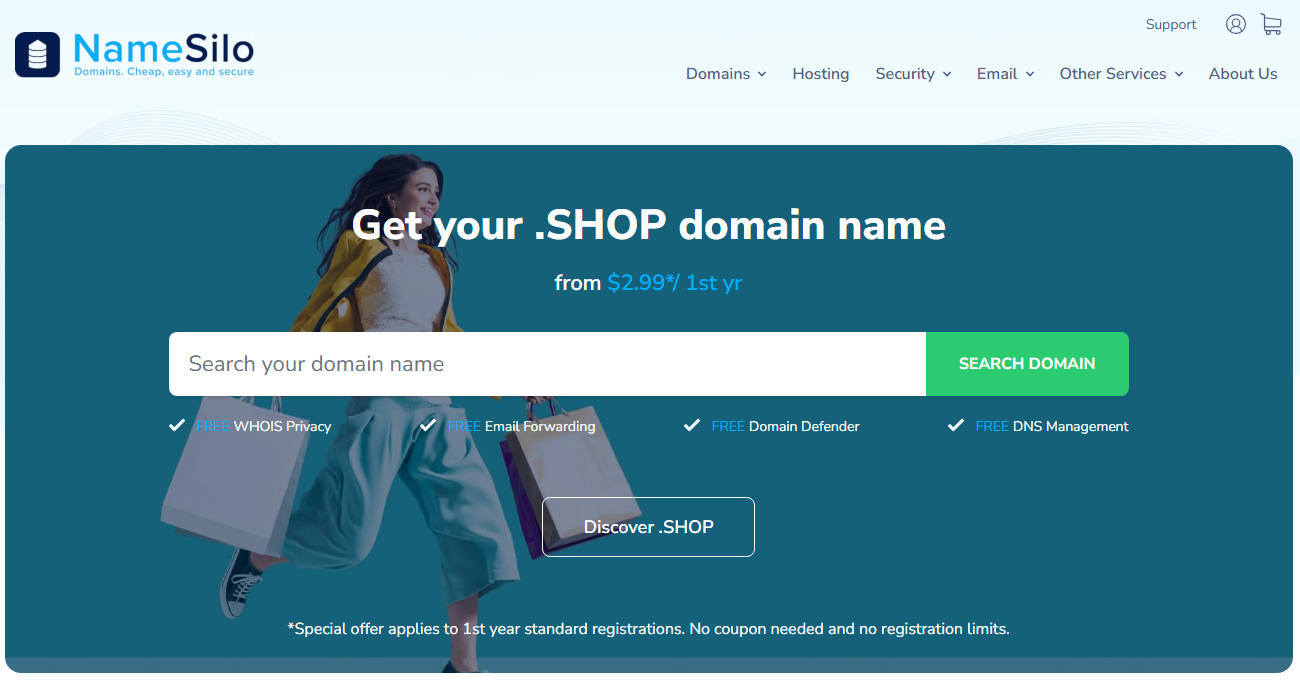 Support
NameSilo
Domains. Cheap, easy and secure
Domains Hosting Security Email Other Services About Us
Get your .SHOP domain name
from $2.99*/ 1st yr
Search your domain name SEARCH DOMAIN
FREE WHOIS Privacy FREE Email Forwarding FREE Domain Defender FREE DNS Management
Discover .SHOP
*Special offer applies to 1st year standard registrations. No coupon needed and no registration limits.